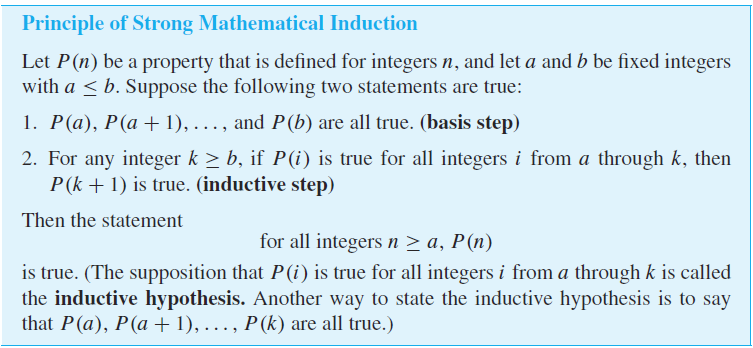 Principle of Strong Mathematical Induction
Let P(n) be a property that is defined for integers n, and let a and b be fixed integers
with a ≤ b. Suppose the following two statements are true:
1. P(a), P(a + 1), . . . , and P(b) are all true. (basis step)
2. For any integer k ≥ b, if P(i) is true for all integers i from a through k, then
P(k + 1) is true. (inductive step)
Then the statement
for all integers n ≥ a, P(n)
is true. (The supposition that P(i) is true for all integers i from a through k is called
the inductive hypothesis. Another way to state the inductive hypothesis is to say
that P(a), P(a + 1), . . . , P(k) are all true.)